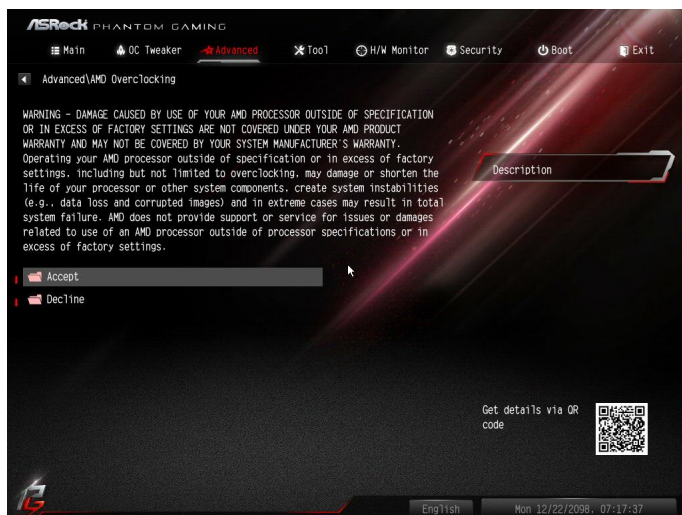 ASRock PHANTOM GAMING
Main OC Tweaker Advanced Tool H/W Monitor Security Boot Exit
Advanced\AMD Overclocking
WARNING - DAMAGE CAUSED BY USE OF YOUR AMD PROCESSOR OUTSIDE OF SPECIFICATION
OR IN EXCESS OF FACTORY SETTINGS ARE NOT COVERED UNDER YOUR AMD PRODUCT
WARRANTY AND MAY NOT BE COVERED BY YOUR SYSTEM MANUFACTURER'S WARRANTY.
Operating your AMD processor outside of specification or in excess of factory
settings, including but not limited to overclocking, may damage or shorten the
life of your processor or other system components, create system instabilities
(e.g., data loss and corrupted images) and in extreme cases may result in total
system failure. AMD does not provide support or service for issues or damages
related to use of an AMD processor outside of processor specifications or in
excess of factory settings.
Description
Accept
Decline
Get details via QR
code
English Mon 12/22/2098, 07:17:37